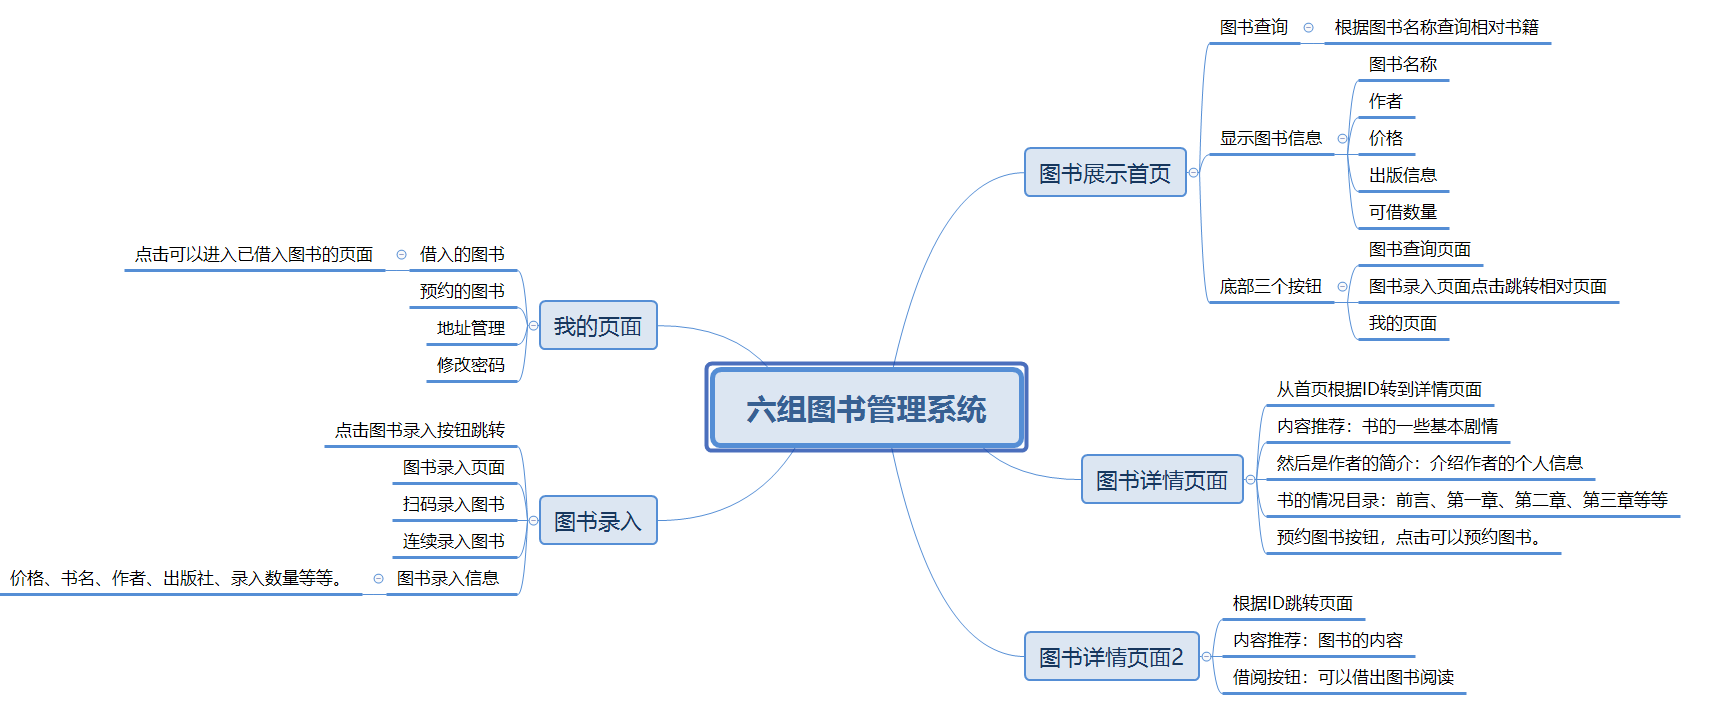 六组图书管理系统
图书展示首页
图书查询
根据图书名称查询相对书籍
显示图书信息
图书名称
作者
价格
出版信息
可借数量
底部三个按钮
图书查询页面
图书录入页面点击跳转相对页面
我的页面
图书详情页面
从首页根据ID转到详情页面
内容推荐：书的一些基本剧情
然后是作者的简介：介绍作者的个人信息
书的情况目录：前言、第一章、第二章、第三章等等
预约图书按钮，点击可以预约图书。
图书详情页面2
根据ID跳转页面
内容推荐：图书的内容
借阅按钮：可以借出图书阅读
我的页面
借入的图书
点击可以进入已借入图书的页面
预约的图书
地址管理
修改密码
图书录入
点击图书录入按钮跳转
图书录入页面
扫码录入图书
连续录入图书
图书录入信息
价格、书名、作者、出版社、录入数量等等。